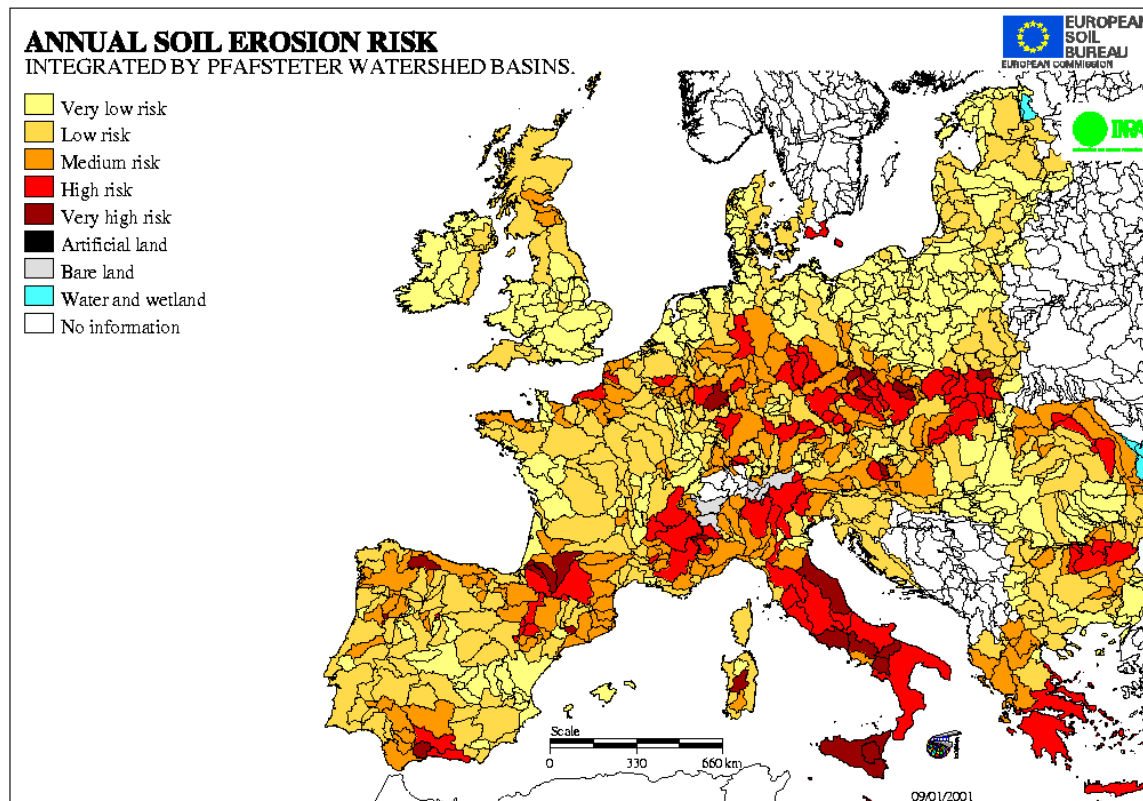 ANNUAL SOIL EROSION RISK
INTEGRATED BY PFAFSTETER WATERSHED BASINS.
Very low risk
Low risk
Medium risk
High risk
Very high risk
Artificial land
Bare land
Water and wetland
No information
EUROPEAN
SOIL
BUREAU
EUROPEAN COMMISSION
INRA
Scale
0 330 660 km
09/01/2001